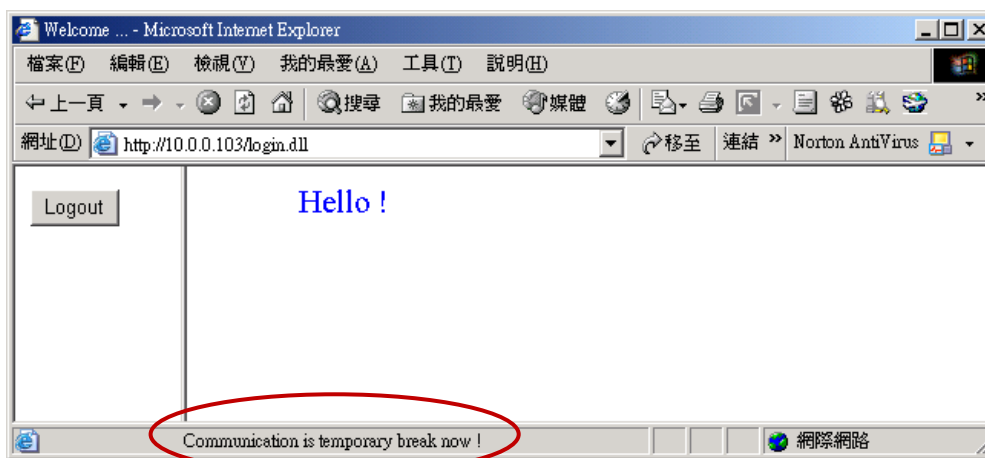 Welcome ... - Microsoft Internet Explorer
檔案(F) 編輯(E) 檢視(V) 我的最愛(A) 工具(T) 說明(H)
上一頁 搜尋 我的最愛 媒體 »
網址(D) http://10.0.0.103/login.dll 移至 連結 » Norton AntiVirus
Logout
Hello !
Communication is temporary break now ! 網際網路